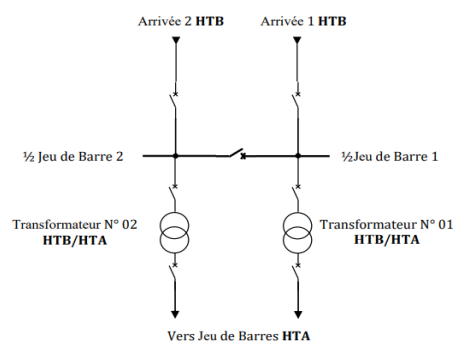 Arrivée 2 HTB
Arrivée 1 HTB
½ Jeu de Barre 2
½Jeu de Barre 1
Transformateur N° 02
HTB/HTA
Transformateur N° 01
HTB/HTA
Vers Jeu de Barres HTA